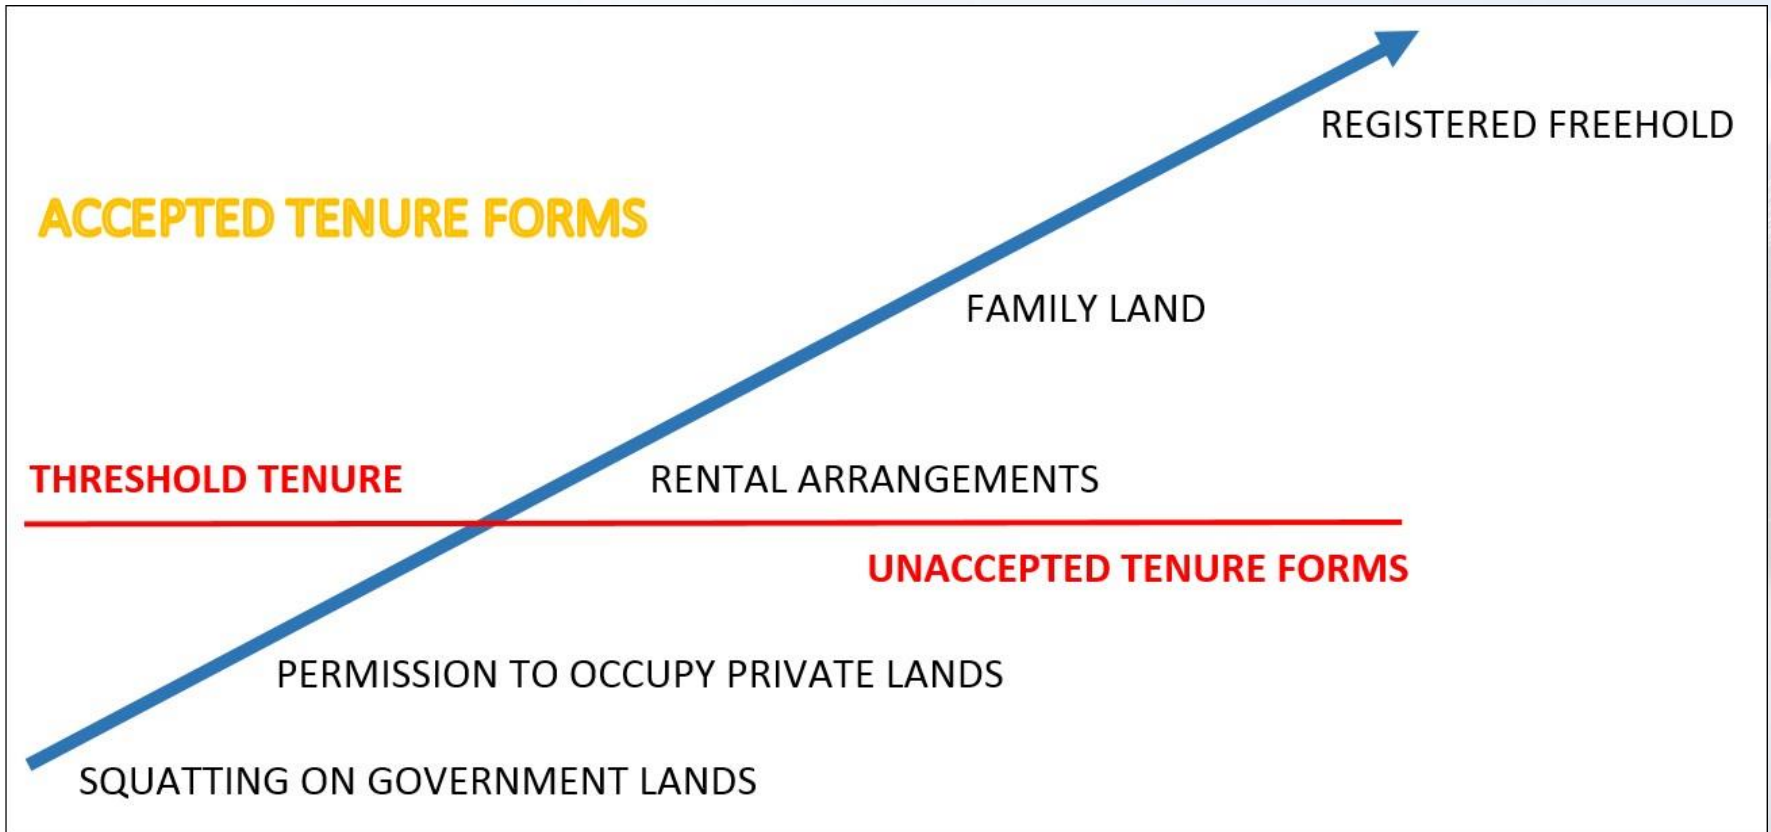 REGISTERED FREEHOLD
ACCEPTED TENURE FORMS
FAMILY LAND
THRESHOLD TENURE
RENTAL ARRANGEMENTS
UNACCEPTED TENURE FORMS
PERMISSION TO OCCUPY PRIVATE LANDS
SQUATTING ON GOVERNMENT LANDS